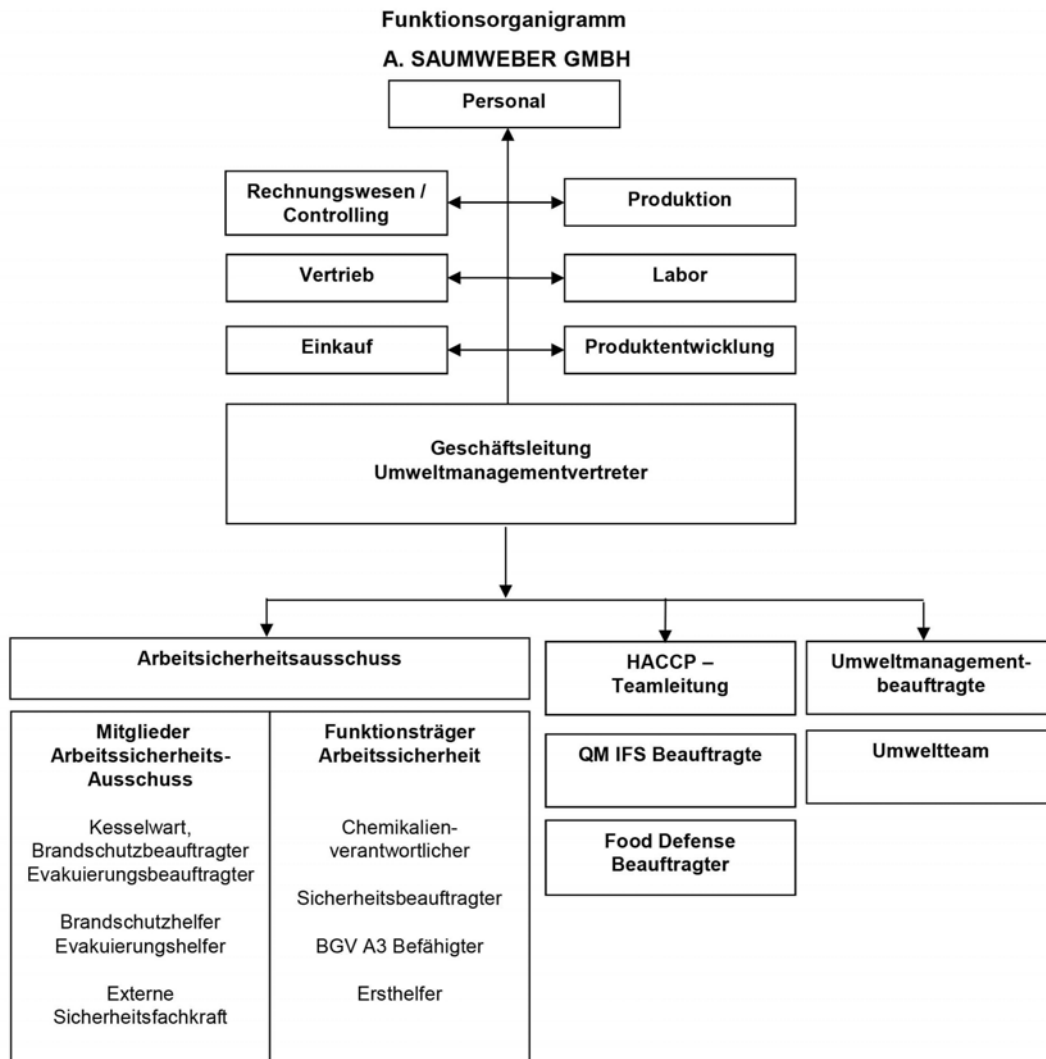 Funktionsorganigramm
A. SAUMWEBER GMBH
Personal
Rechnungswesen /
Controlling
Produktion
Vertrieb
Labor
Einkauf
Produktentwicklung
Geschäftsleitung
Umweltmanagementvertreter
Arbeitsicherheitsausschuss
Mitglieder
Arbeitssicherheits-
Ausschuss
Kesselwart,
Brandschutzbeauftragter
Evakuierungsbeauftragter
Brandschutzhelfer
Evakuierungshelfer
Externe
Sicherheitsfachkraft
Funktionsträger
Arbeitssicherheit
Chemikalien-
verantwortlicher
Sicherheitsbeauftragter
BGV A3 Befähigter
Ersthelfer
HACCP –
Teamleitung
QM IFS Beauftragte
Food Defense
Beauftragter
Umweltmanagement-
beauftragte
Umweltteam